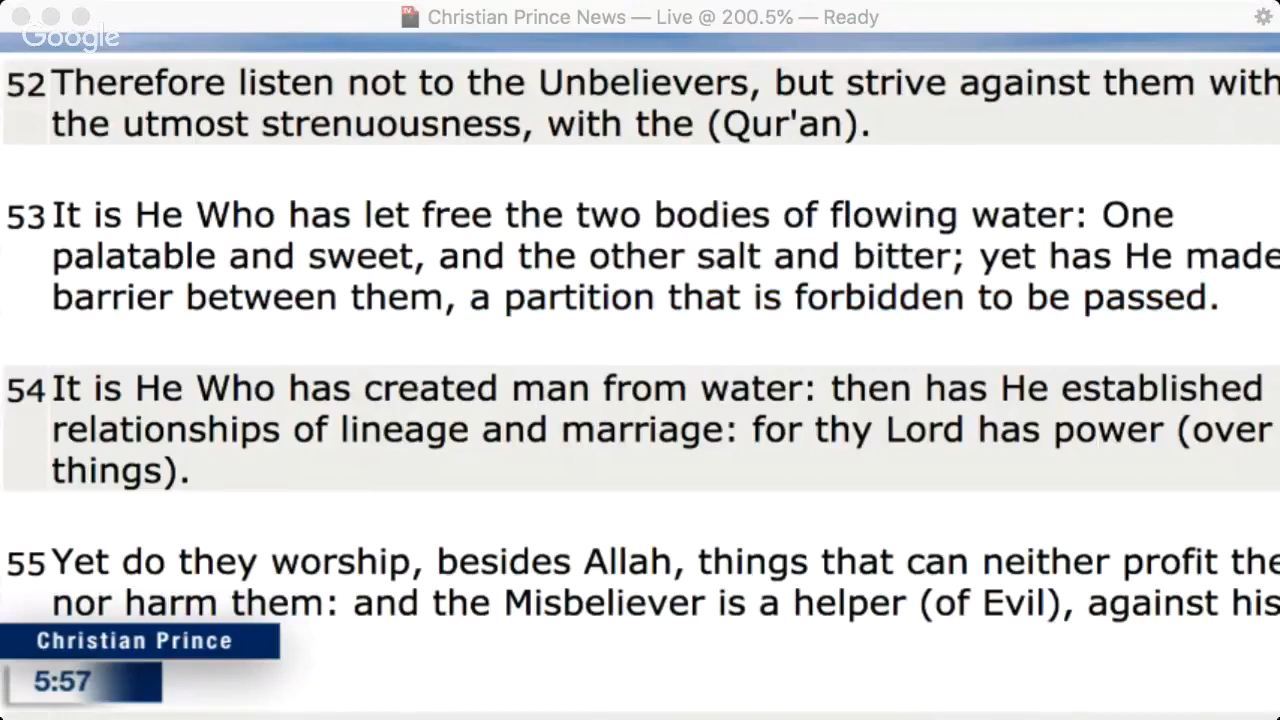 Christian Prince News — Live @ 200.5% — Ready
Google
52 Therefore listen not to the Unbelievers, but strive against them with
the utmost strenuousness, with the (Qur'an).
53 It is He Who has let free the two bodies of flowing water: One
palatable and sweet, and the other salt and bitter; yet has He made
barrier between them, a partition that is forbidden to be passed.
54 It is He Who has created man from water: then has He established
relationships of lineage and marriage: for thy Lord has power (over
things).
55 Yet do they worship, besides Allah, things that can neither profit
nor harm them: and the Misbeliever is a helper (of Evil), against his
Christian Prince
5:57